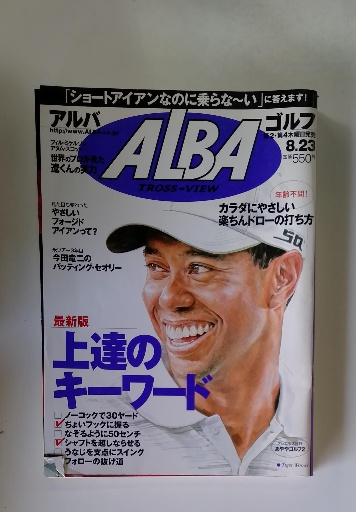 「ショートアイアンなのに乗らな〜い」に答えます!
アルバ
ゴルフ
ALBA
TROSS-VIEW
8.23
550円
世界のプロが見た
遼くんの実力
年齢不問!
カラダにやさしい
楽ちんドローの打ち方
やさしい
フォージド
アイアンって?
今田竜二の
パッティング・セオリー
最新版
上達の
キーワード
ノーコックで30ヤード
ちょいフックに握る
なぞるように50センチ
シャフトを超しならせる
うなじを支点にスイング
フォローの抜け道
Tiger Woods